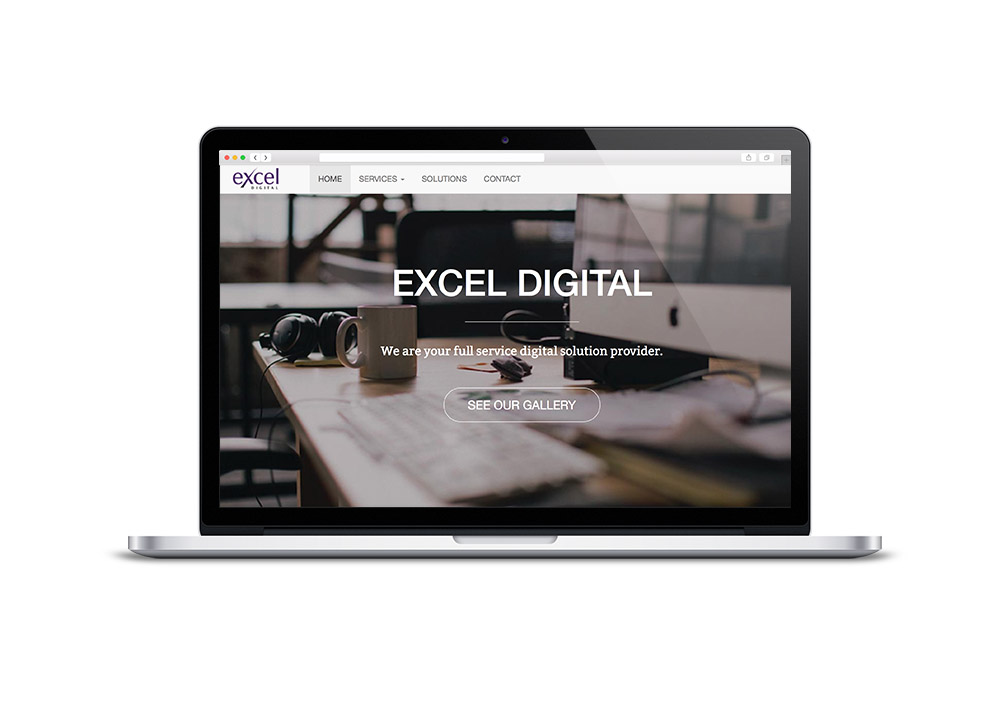 excel
DIGITAL
HOME
SERVICES
SOLUTIONS
CONTACT
EXCEL DIGITAL
We are your full service digital solution provider.
SEE OUR GALLERY